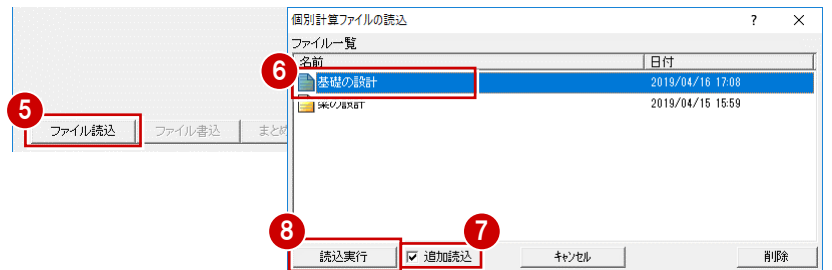 個別計算ファイルの読込
ファイル一覧
名前 日付
6
基礎の設計 2019/04/16 17:08
2019/04/15 15:59
5
ファイル読込 ファイル書込 まとめ
8 7
読込実行 追加読込 キャンセル 削除